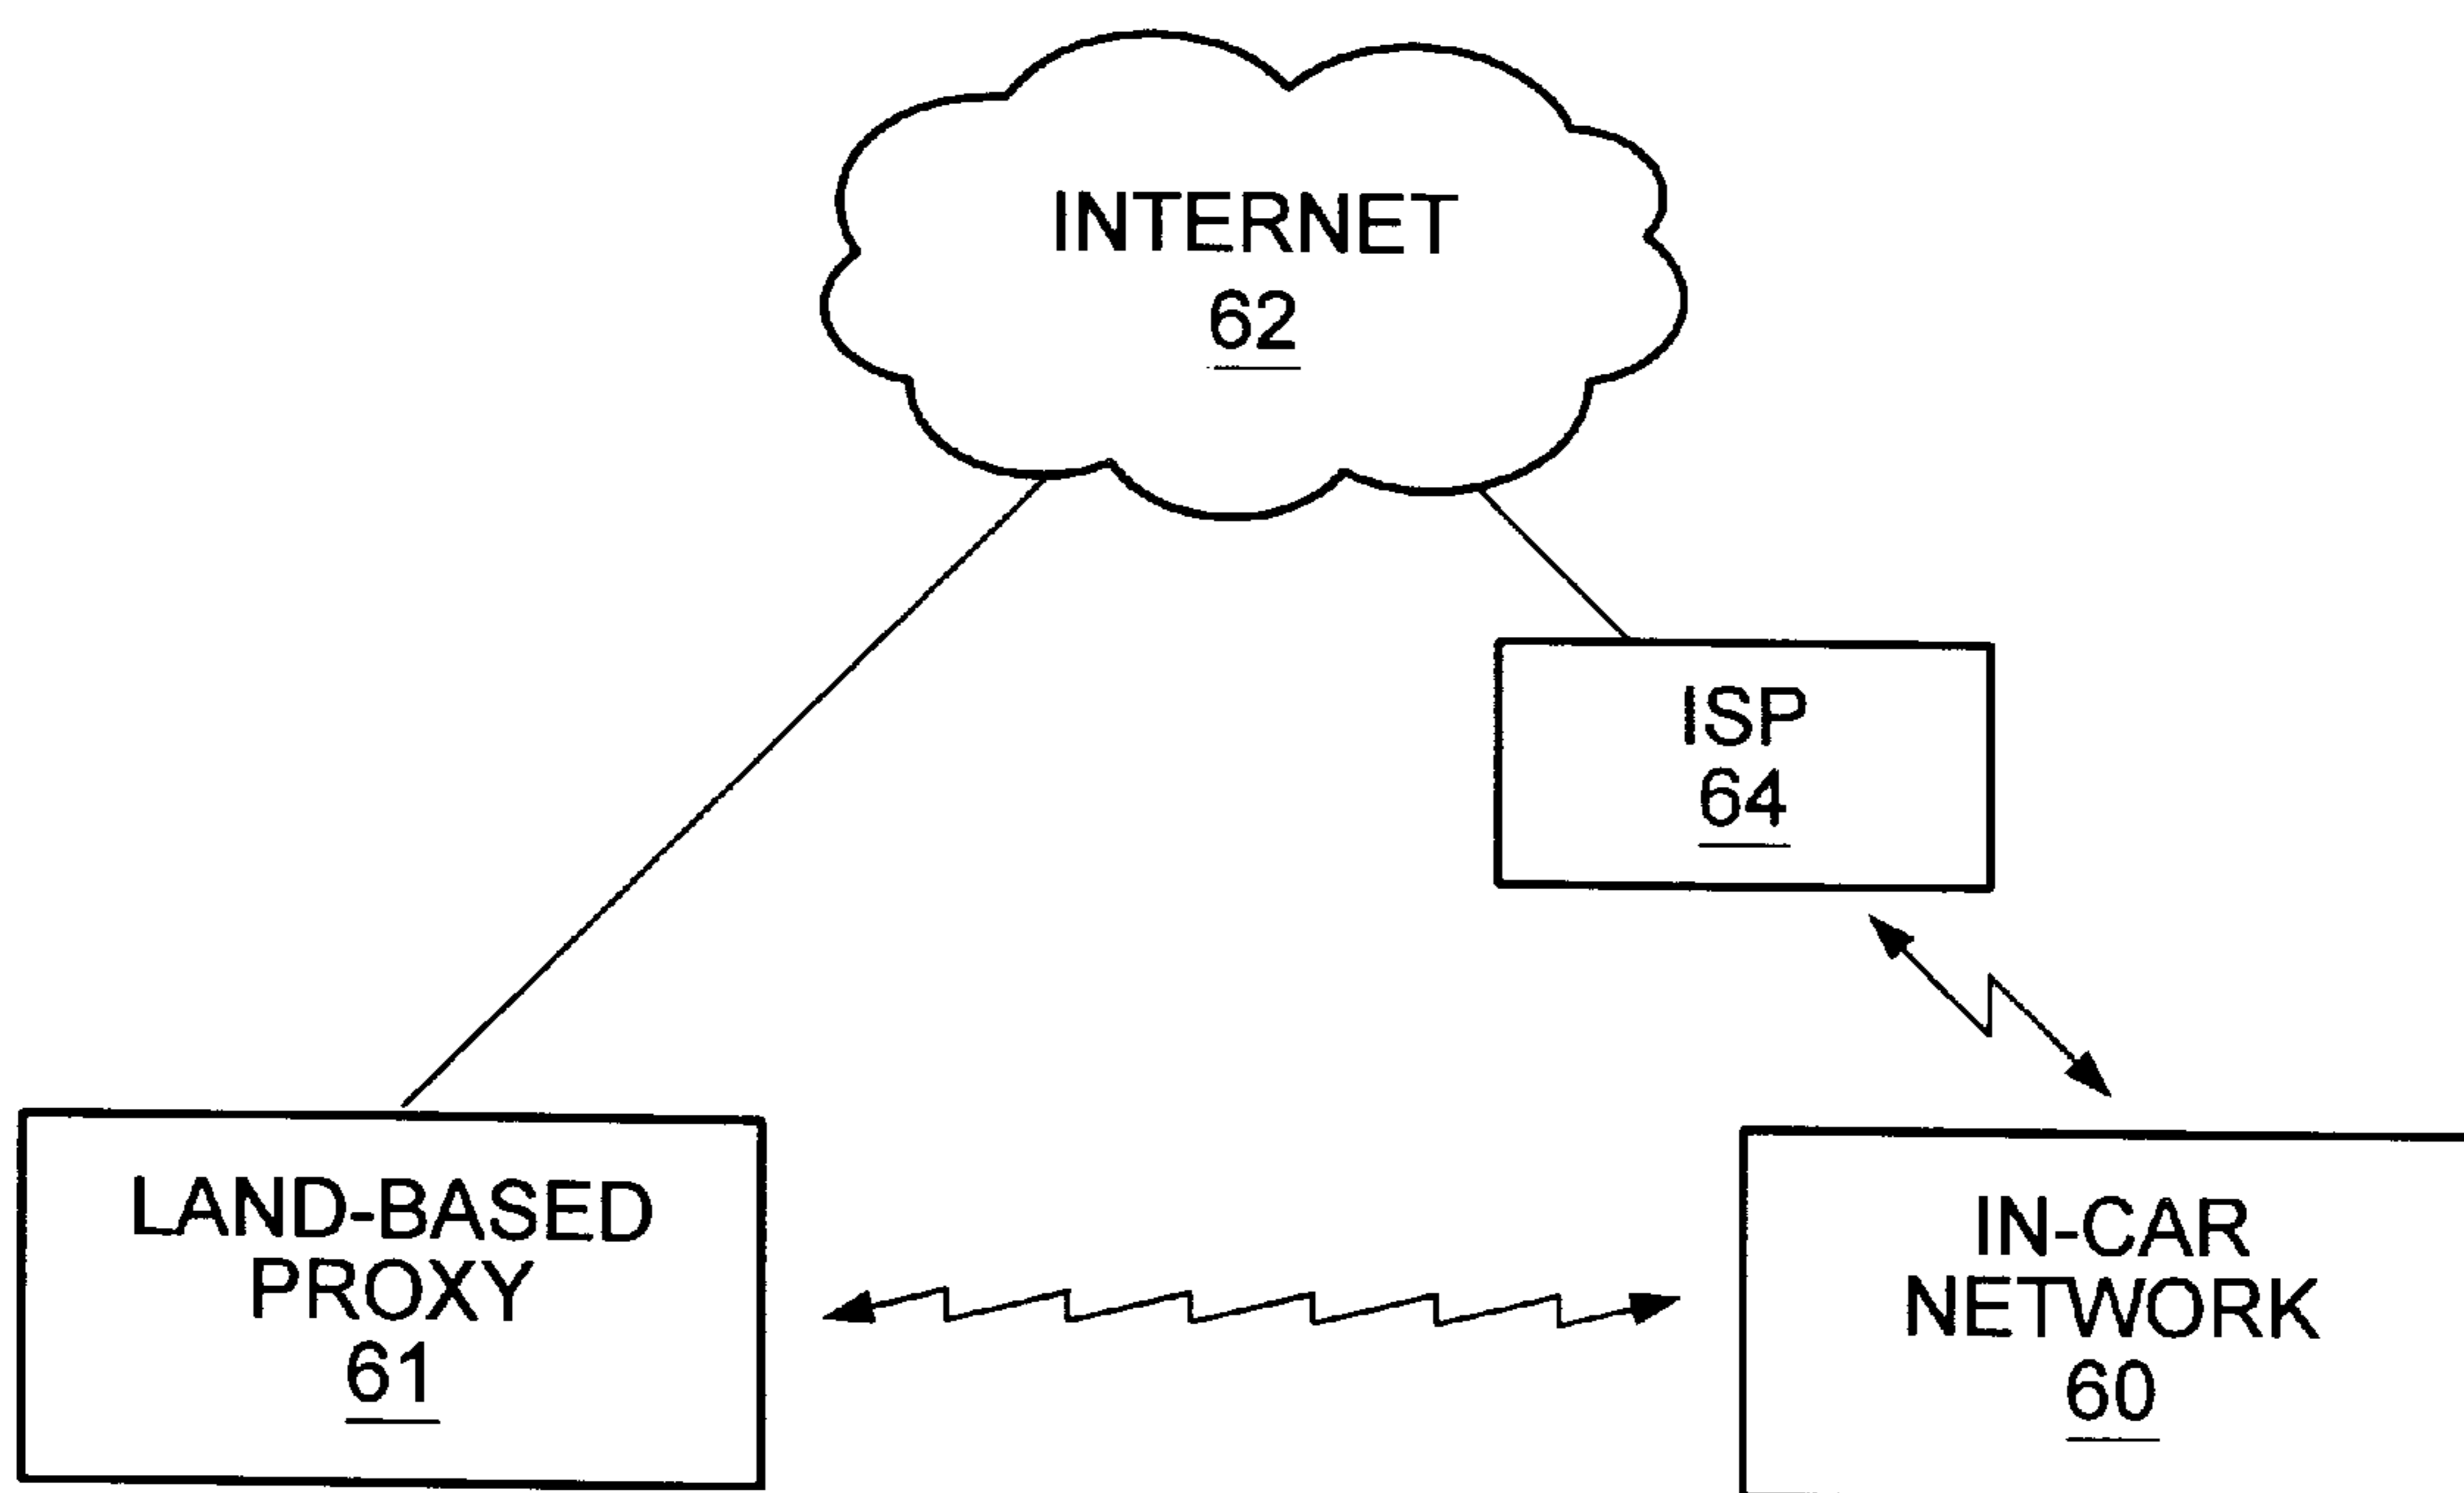 INTERNET
62
ISP
64
LAND-BASED
PROXY
61
IN-CAR
NETWORK
60